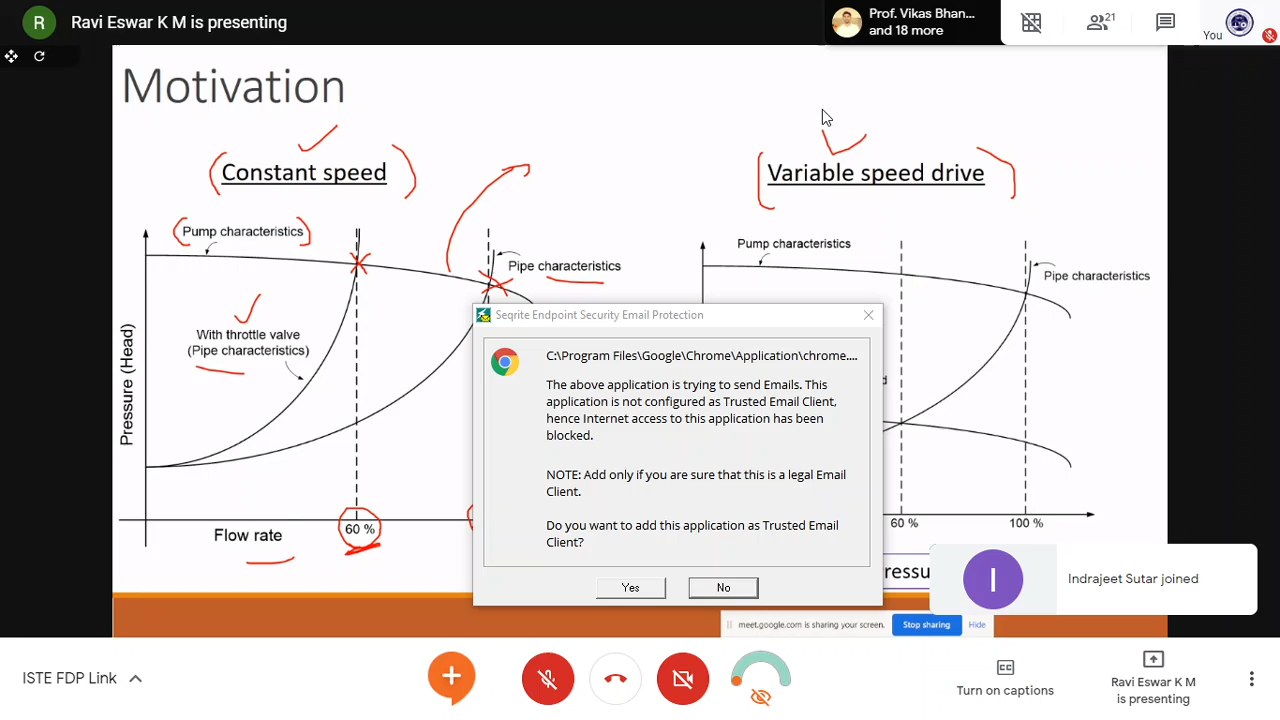 R
Ravi Eswar K M is presenting
Prof. Vikas Bhan...
and 18 more
21
You
Motivation
Constant speed
Variable speed drive
Pump characteristics
Pipe characteristics
With throttle valve
(Pipe characteristics)
Pressure (Head)
Flow rate
60 %
Pump characteristics
Pipe characteristics
60 %
100 %
Seqrite Endpoint Security Email Protection
C:\Program Files\Google\Chrome\Application\chrome....
The above application is trying to send Emails. This
application is not configured as Trusted Email Client,
hence Internet access to this application has been
blocked.
NOTE: Add only if you are sure that this is a legal Email
Client.
Do you want to add this application as Trusted Email
Client?
Yes
No
I
Indrajeet Sutar joined
meet.google.com is sharing your screen.
Stop sharing
Hide
ISTE FDP Link
CC
Turn on captions
Ravi Eswar K M
is presenting